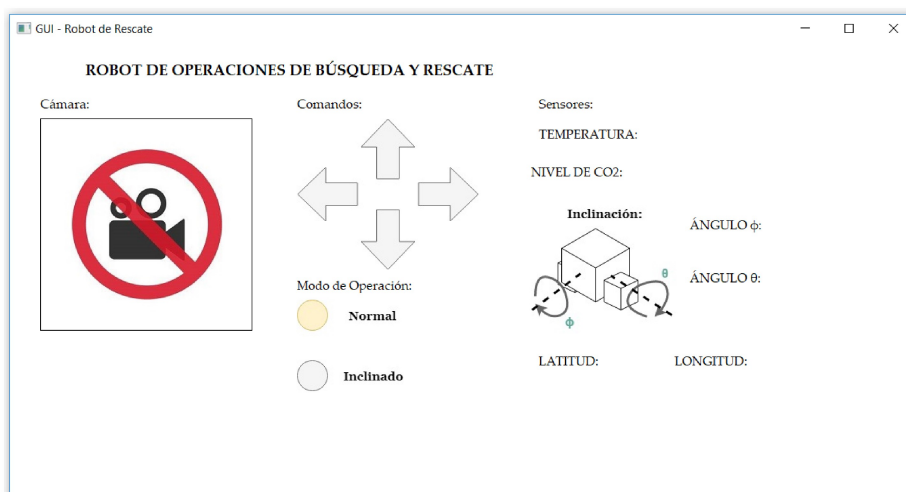 GUI - Robot de Rescate
ROBOT DE OPERACIONES DE BÚSQUEDA Y RESCATE
Cámara:
Comandos:
Modo de Operación:
Normal
Inclinado
Sensores:
TEMPERATURA:
NIVEL DE CO2:
Inclinación:
ÁNGULO ϕ:
ÁNGULO θ:
θ
ϕ
LATITUD:
LONGITUD: